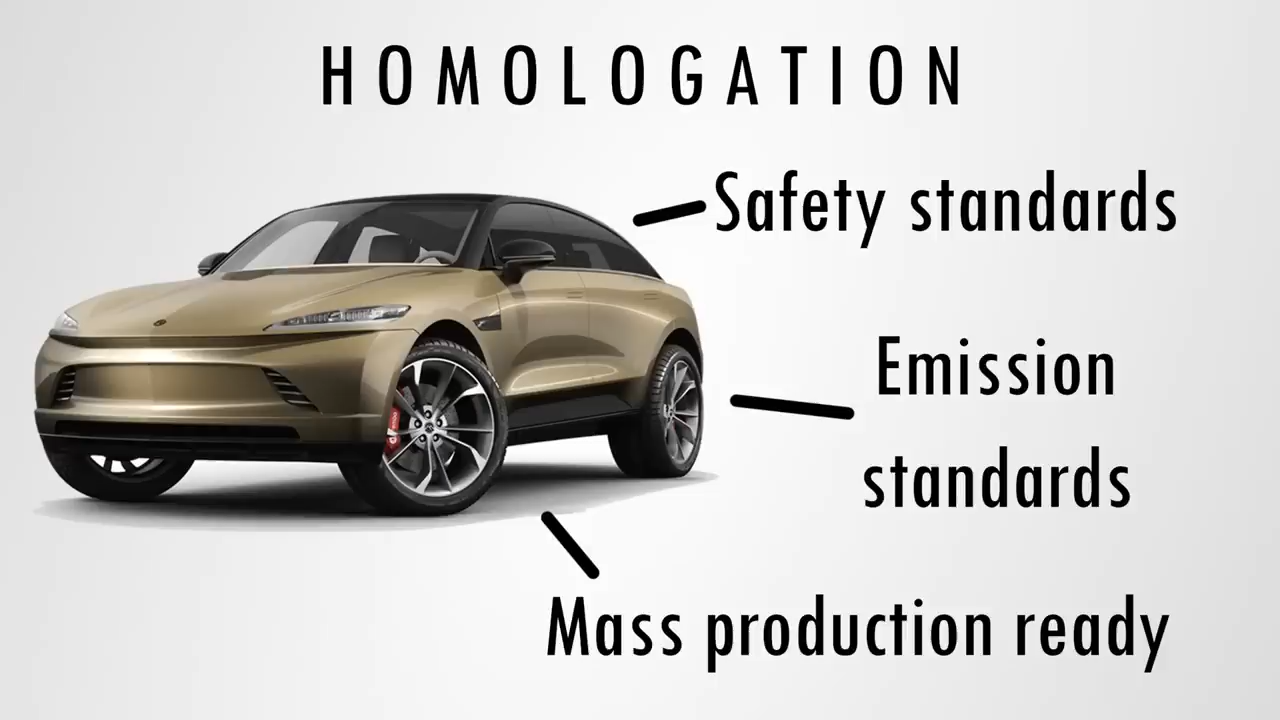 HOMOLOGATION
Safety standards
Emission
standards
Mass production ready